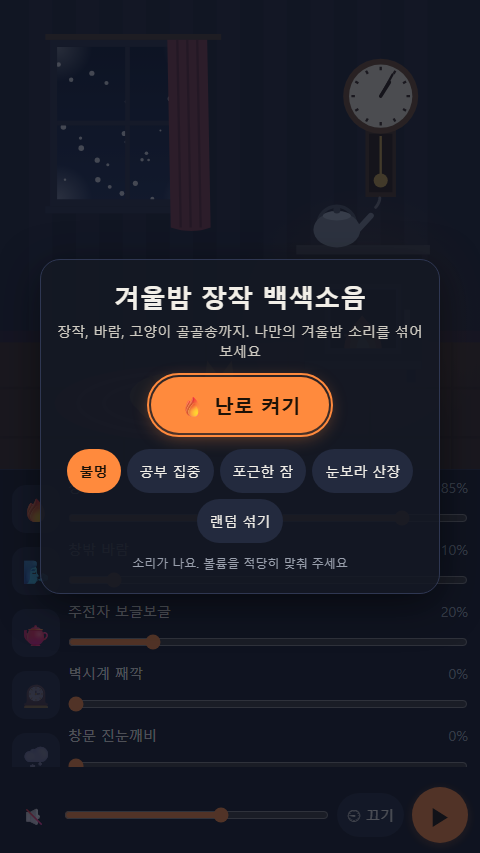 겨울밤 장작 백색소음
장작, 바람, 고양이 골골송까지. 나만의 겨울밤 소리를 섞어
보세요
난로 켜기
불멍
공부 집중
포근한 잠
눈보라 산장
랜덤 섞기
소리가 나요. 볼륨을 적당히 맞춰 주세요
85%
창밖 바람
10%
주전자 보글보글
20%
벽시계 째깍
0%
창문 진눈깨비
0%
끄기